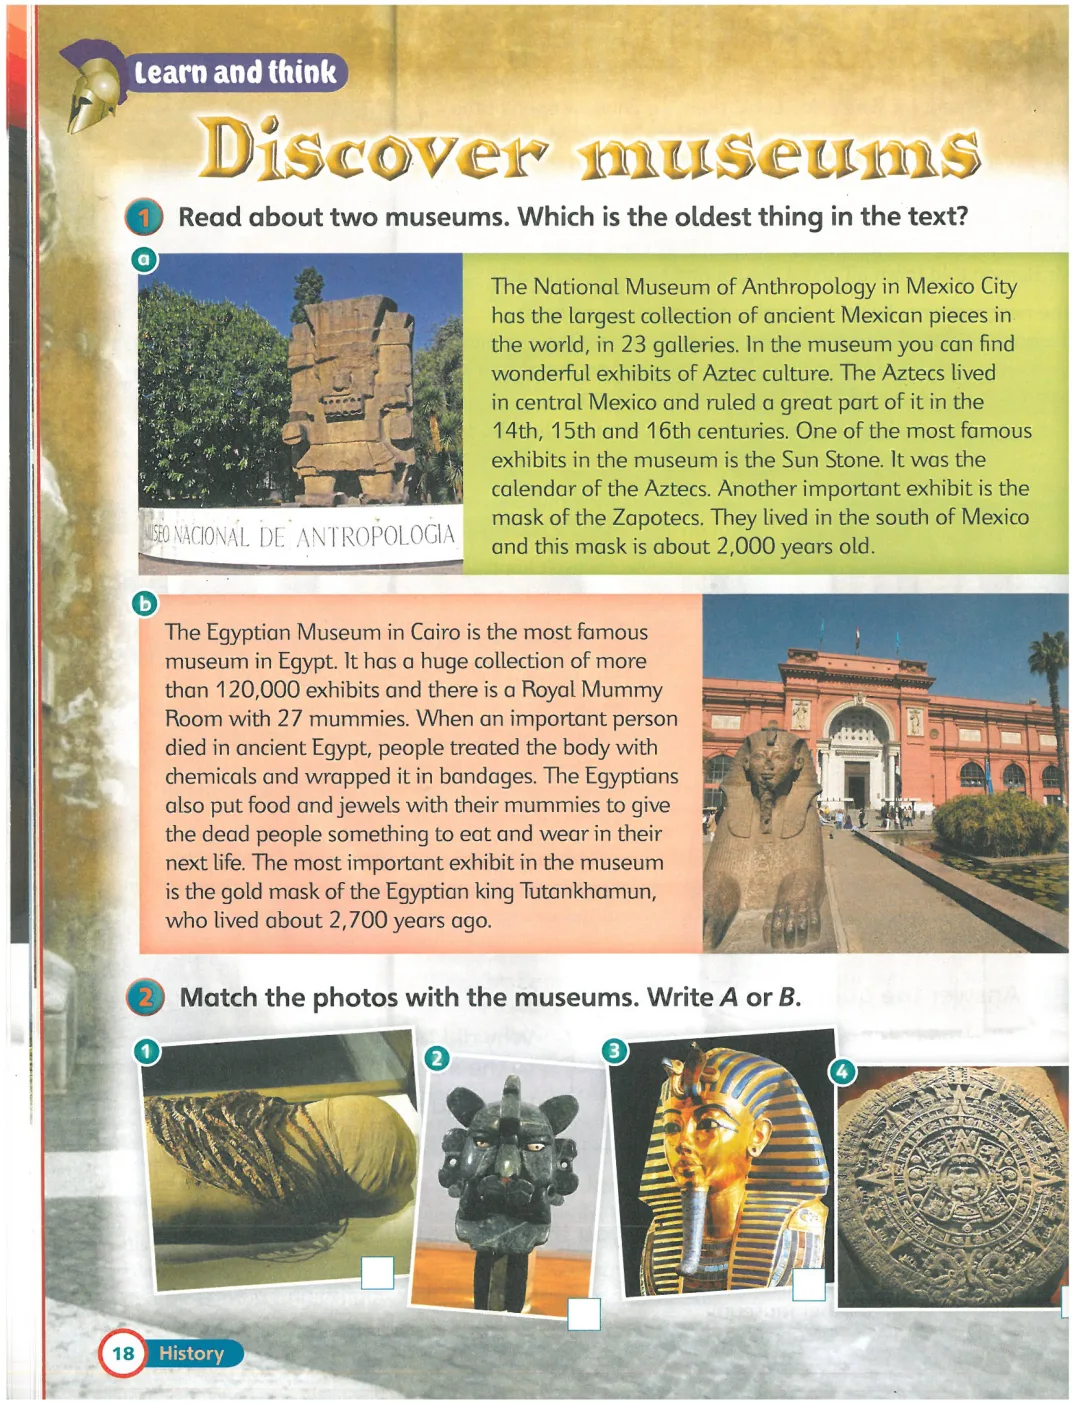 Learn and think
Discover museums
1 Read about two museums. Which is the oldest thing in the text?
a
The National Museum of Anthropology in Mexico City
has the largest collection of ancient Mexican pieces in
the world, in 23 galleries. In the museum you can find
wonderful exhibits of Aztec culture. The Aztecs lived
in central Mexico and ruled a great part of it in the
14th, 15th and 16th centuries. One of the most famous
exhibits in the museum is the Sun Stone. It was the
calendar of the Aztecs. Another important exhibit is the
mask of the Zapotecs. They lived in the south of Mexico
and this mask is about 2,000 years old.
NACIONAL DE ANTROPOLOGIA
b
The Egyptian Museum in Cairo is the most famous
museum in Egypt. It has a huge collection of more
than 120,000 exhibits and there is a Royal Mummy
Room with 27 mummies. When an important person
died in ancient Egypt, people treated the body with
chemicals and wrapped it in bandages. The Egyptians
also put food and jewels with their mummies to give
the dead people something to eat and wear in their
next life. The most important exhibit in the museum
is the gold mask of the Egyptian king Tutankhamun,
who lived about 2,700 years ago.
2 Match the photos with the museums. Write A or B.
1
2
3
4
18 History